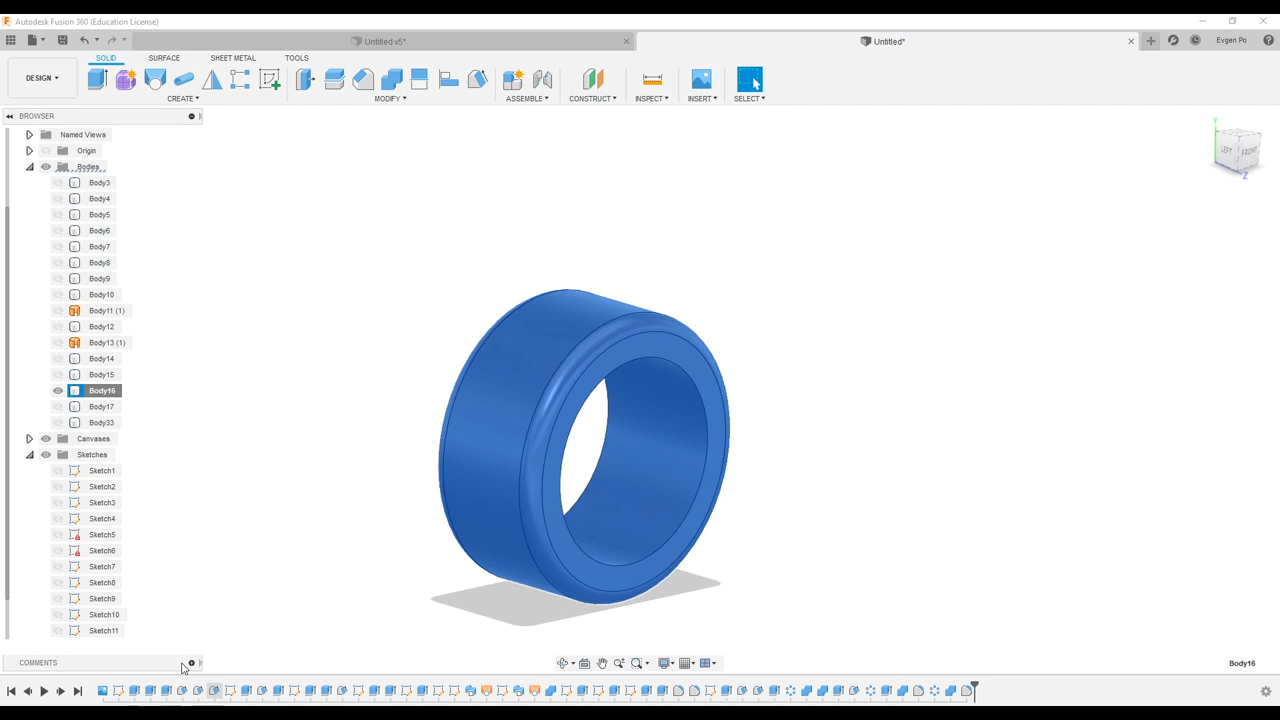 Autodesk Fusion 360 (Education License)
Untitled v5*
Untitled*
Evgen Po
DESIGN
SOLID
SURFACE
SHEET METAL
TOOLS
CREATE
MODIFY
ASSEMBLE
CONSTRUCT
INSPECT
INSERT
SELECT
BROWSER
Named Views
Origin
Bodies
Body3
Body4
Body5
Body6
Body7
Body8
Body9
Body10
Body11 (1)
Body12
Body13 (1)
Body14
Body15
Body16
Body17
Body33
Canvases
Sketches
Sketch1
Sketch2
Sketch3
Sketch4
Sketch5
Sketch6
Sketch7
Sketch8
Sketch9
Sketch10
Sketch11
COMMENTS
Y
LEFT
FRONT
Z
Body16